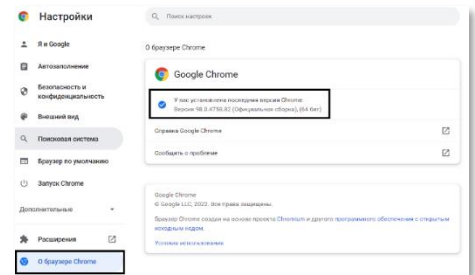 Настройки
Поиск настроек
Я и Google
Автозаполнение
Безопасность и
конфиденциальность
Внешний вид
Поисковая система
Браузер по умолчанию
Запуск Chrome
Дополнительные
Расширения
О браузере Chrome
О браузере Chrome
Google Chrome
У вас установлена последняя версия Chrome.
Версия 98.0.4758.82 (Официальная сборка), (64 бит)
Справка Google Chrome
Сообщить о проблеме
Google Chrome
© Google LLC, 2022. Все права защищены.
Браузер Chrome создан на основе проекта Chromium и другого программного обеспечения с открытым
исходным кодом.
Условия использования